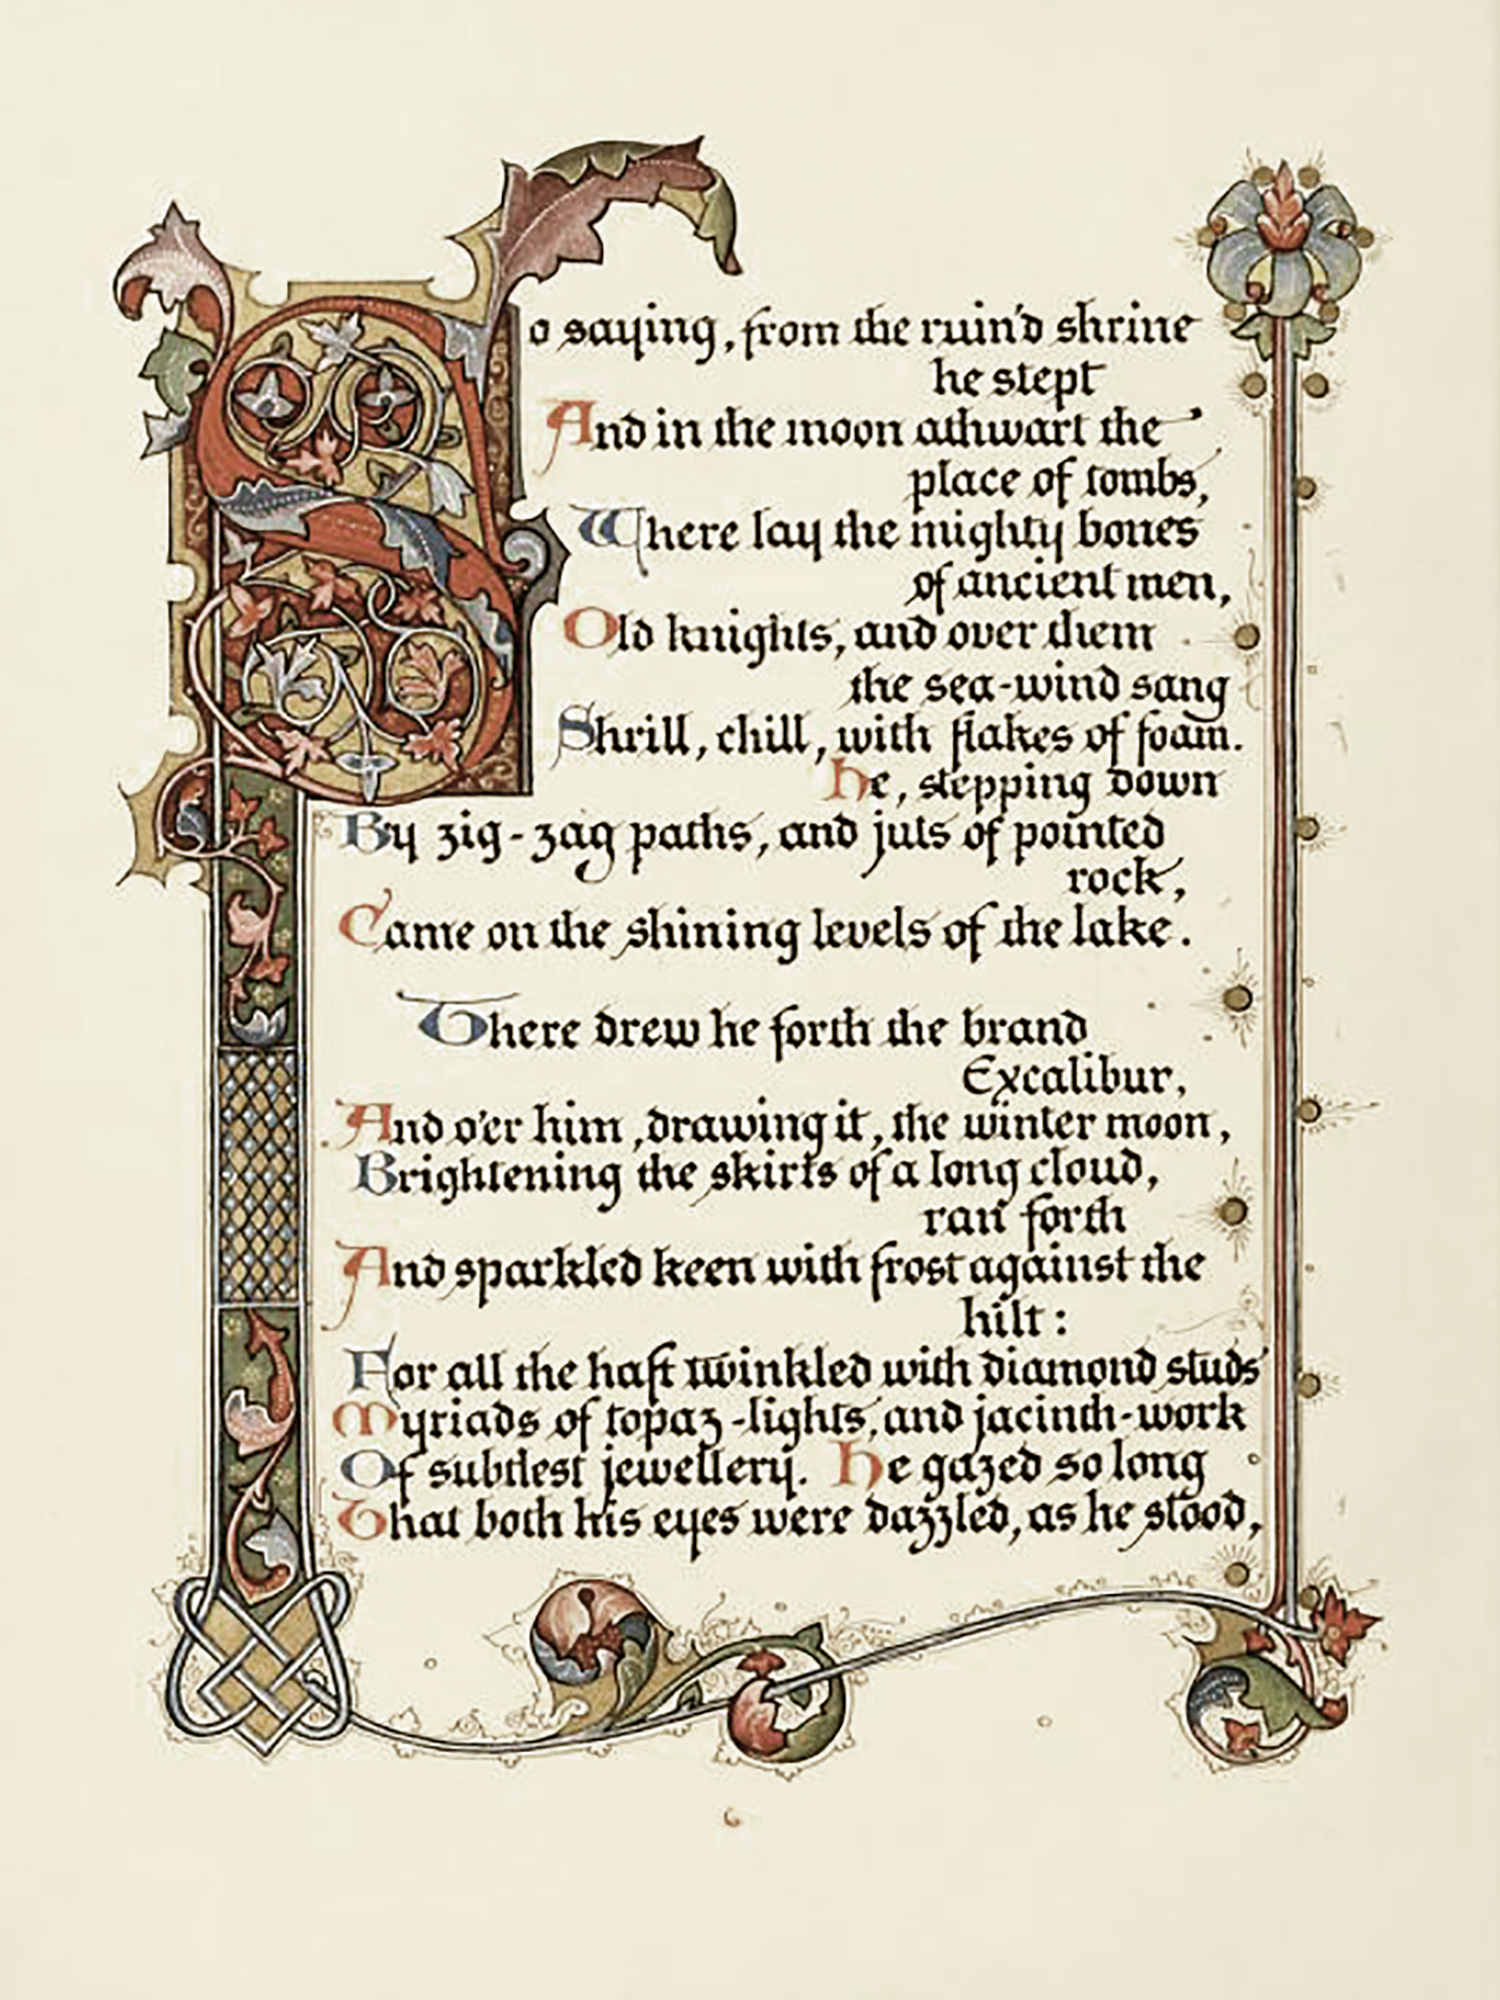 So saying, from the ruin'd shrine
he stept
And in the moon athwart the
place of tombs,
Where lay the mighty bones
of ancient men,
Old knights, and over them
the sea-wind sang
Shrill, chill, with flakes of foam.
He, stepping down
By zig-zag paths, and juts of pointed
rock,
Came on the shining levels of the lake.
There drew he forth the brand
Excalibur,
And o'er him, drawing it, the winter moon,
Brightening the skirts of a long cloud,
ran forth
And sparkled keen with frost against the
hilt:
For all the haft twinkled with diamond studs
Myriads of topaz-lights, and jacinth-work
Of subtlest jewellery. He gazed so long
That both his eyes were dazzled, as he stood,
6